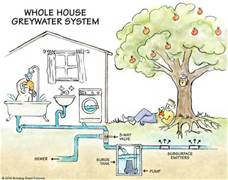 WHOLE HOUSE
GREYWATER SYSTEM
3-WAY
VALVE
SEWER
SURGE
TANK
PUMP
SUBSURFACE
EMITTERS